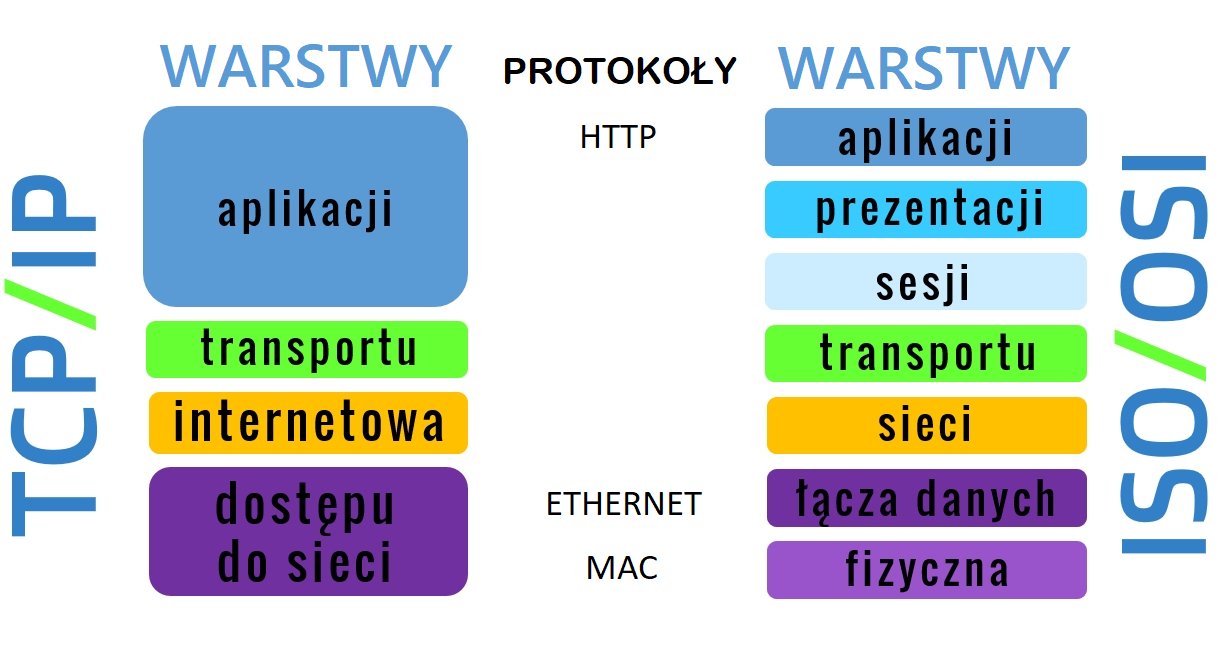 WARSTWY PROTOKOŁY WARSTWY
TCP/IP
aplikacji
transportu
internetowa
dostępu
do sieci
HTTP
ETHERNET
MAC
aplikacji
prezentacji
sesji
transportu
sieci
łącza danych
fizyczna
ISO/OSI